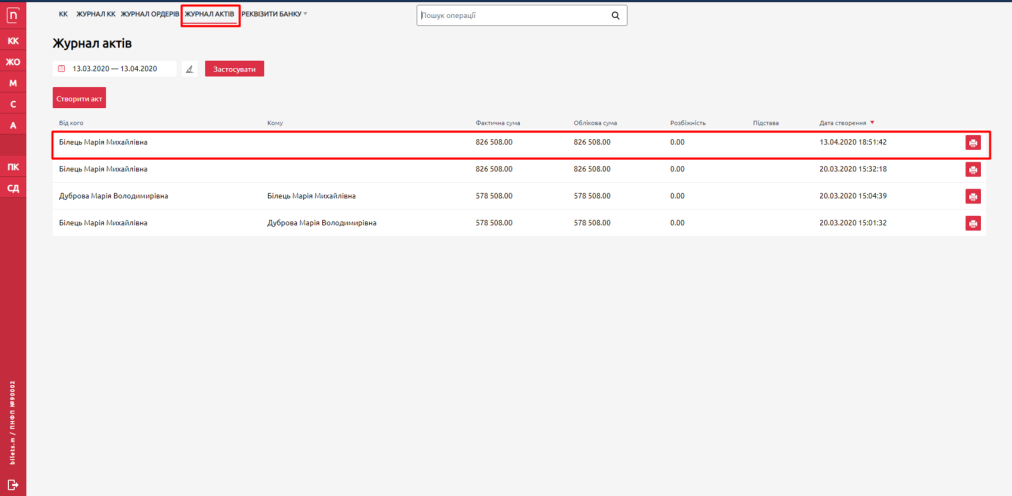 n
КК ЖУРНАЛ КК ЖУРНАЛ ОРДЕРІВ ЖУРНАЛ АКТІВ РЕКВІЗИТИ БАНКУ
Пошук операції
КК
ЖО
М
С
А
ПК
СД
bilets.m / ПНФП №90002
Журнал актів
13.03.2020 — 13.04.2020 Застосувати
Створити акт
Від кого Кому Фактична сума Облікова сума Розбіжність Підстава Дата створення
Білець Марія Михайлівна 826 508.00 826 508.00 0.00 13.04.2020 18:51:42
Білець Марія Михайлівна 826 508.00 826 508.00 0.00 20.03.2020 15:32:18
Дуброва Марія Володимирівна Білець Марія Михайлівна 578 508.00 578 508.00 0.00 20.03.2020 15:04:39
Білець Марія Михайлівна Дуброва Марія Володимирівна 578 508.00 578 508.00 0.00 20.03.2020 15:01:32